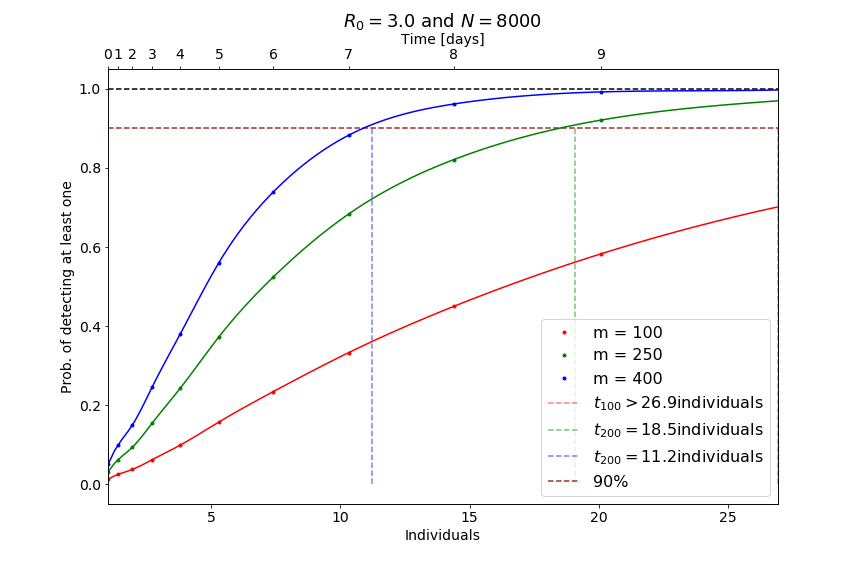 R₀ = 3.0 and N = 8000
Time [days]
0 1 2 3 4 5 6 7 8 9
1.0
0.8
0.6
0.4
0.2
0.0
Prob. of detecting at least one
m = 100
m = 250
m = 400
t₁₀₀ > 26.9individuals
t₂₀₀ = 18.5individuals
t₂₀₀ = 11.2individuals
90%
5 10 15 20 25
Individuals